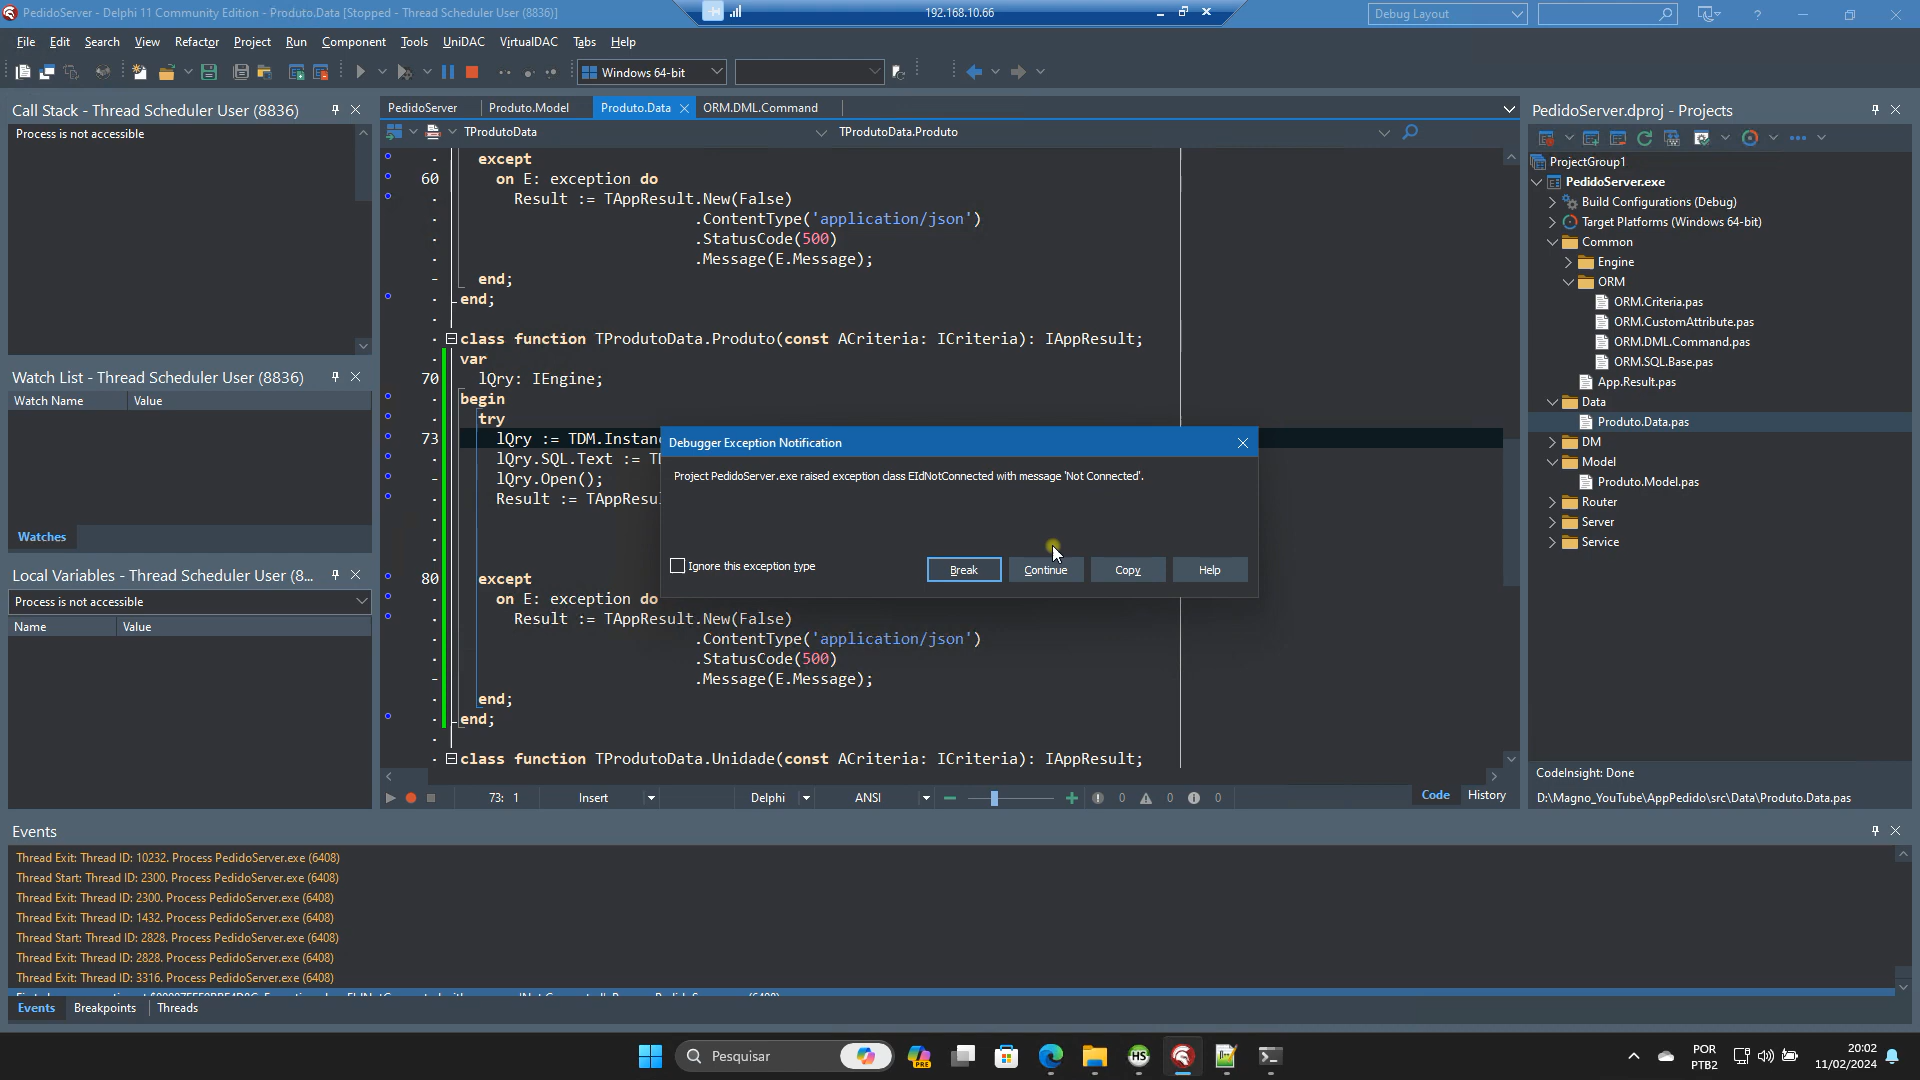 PedidoServer - Delphi 11 Community Edition - Produto.Data [Stopped - Thread Scheduler User (8836)]
192.168.10.66
Debug Layout
File Edit Search View Refactor Project Run Component Tools UniDAC VirtualDAC Tabs Help
Windows 64-bit
Call Stack - Thread Scheduler User (8836)
Process is not accessible
Watch List - Thread Scheduler User (8836)
Watch Name Value
Watches
Local Variables - Thread Scheduler User (8...
Process is not accessible
Name Value
PedidoServer Produto.Model Produto.Data ORM.DML.Command
TProdutoData TProdutoData.Produto
except
60 on E: exception do
Result := TAppResult.New(False)
.ContentType('application/json')
.StatusCode(500)
.Message(E.Message);
end;
end;
class function TProdutoData.Produto(const ACriteria: ICriteria): IAppResult;
var
70 lQry: IEngine;
begin
try
73 lQry := TDM.Instanc
lQry.SQL.Text :=
lQry.Open();
Result := TAppResul
80 except
on E: exception do
Result := TAppResult.New(False)
.ContentType('application/json')
.StatusCode(500)
.Message(E.Message);
end;
end;
class function TProdutoData.Unidade(const ACriteria: ICriteria): IAppResult;
73: 1 Insert Delphi ANSI 0 0 0
Code History
Debugger Exception Notification
Project PedidoServer.exe raised exception class EIdNotConnected with message 'Not Connected'.
Ignore this exception type
Break Continue Copy Help
PedidoServer.dproj - Projects
ProjectGroup1
PedidoServer.exe
Build Configurations (Debug)
Target Platforms (Windows 64-bit)
Common
Engine
ORM
ORM.Criteria.pas
ORM.CustomAttribute.pas
ORM.DML.Command.pas
ORM.SQL.Base.pas
App.Result.pas
Data
Produto.Data.pas
DM
Model
Produto.Model.pas
Router
Server
Service
CodeInsight: Done
D:\Magno_YouTube\AppPedido\src\Data\Produto.Data.pas
Events
Thread Exit: Thread ID: 10232. Process PedidoServer.exe (6408)
Thread Start: Thread ID: 2300. Process PedidoServer.exe (6408)
Thread Exit: Thread ID: 2300. Process PedidoServer.exe (6408)
Thread Exit: Thread ID: 1432. Process PedidoServer.exe (6408)
Thread Start: Thread ID: 2828. Process PedidoServer.exe (6408)
Thread Exit: Thread ID: 2828. Process PedidoServer.exe (6408)
Thread Exit: Thread ID: 3316. Process PedidoServer.exe (6408)
Events Breakpoints Threads
Pesquisar
PRE
HS
POR
PTB2
20:02
11/02/2024